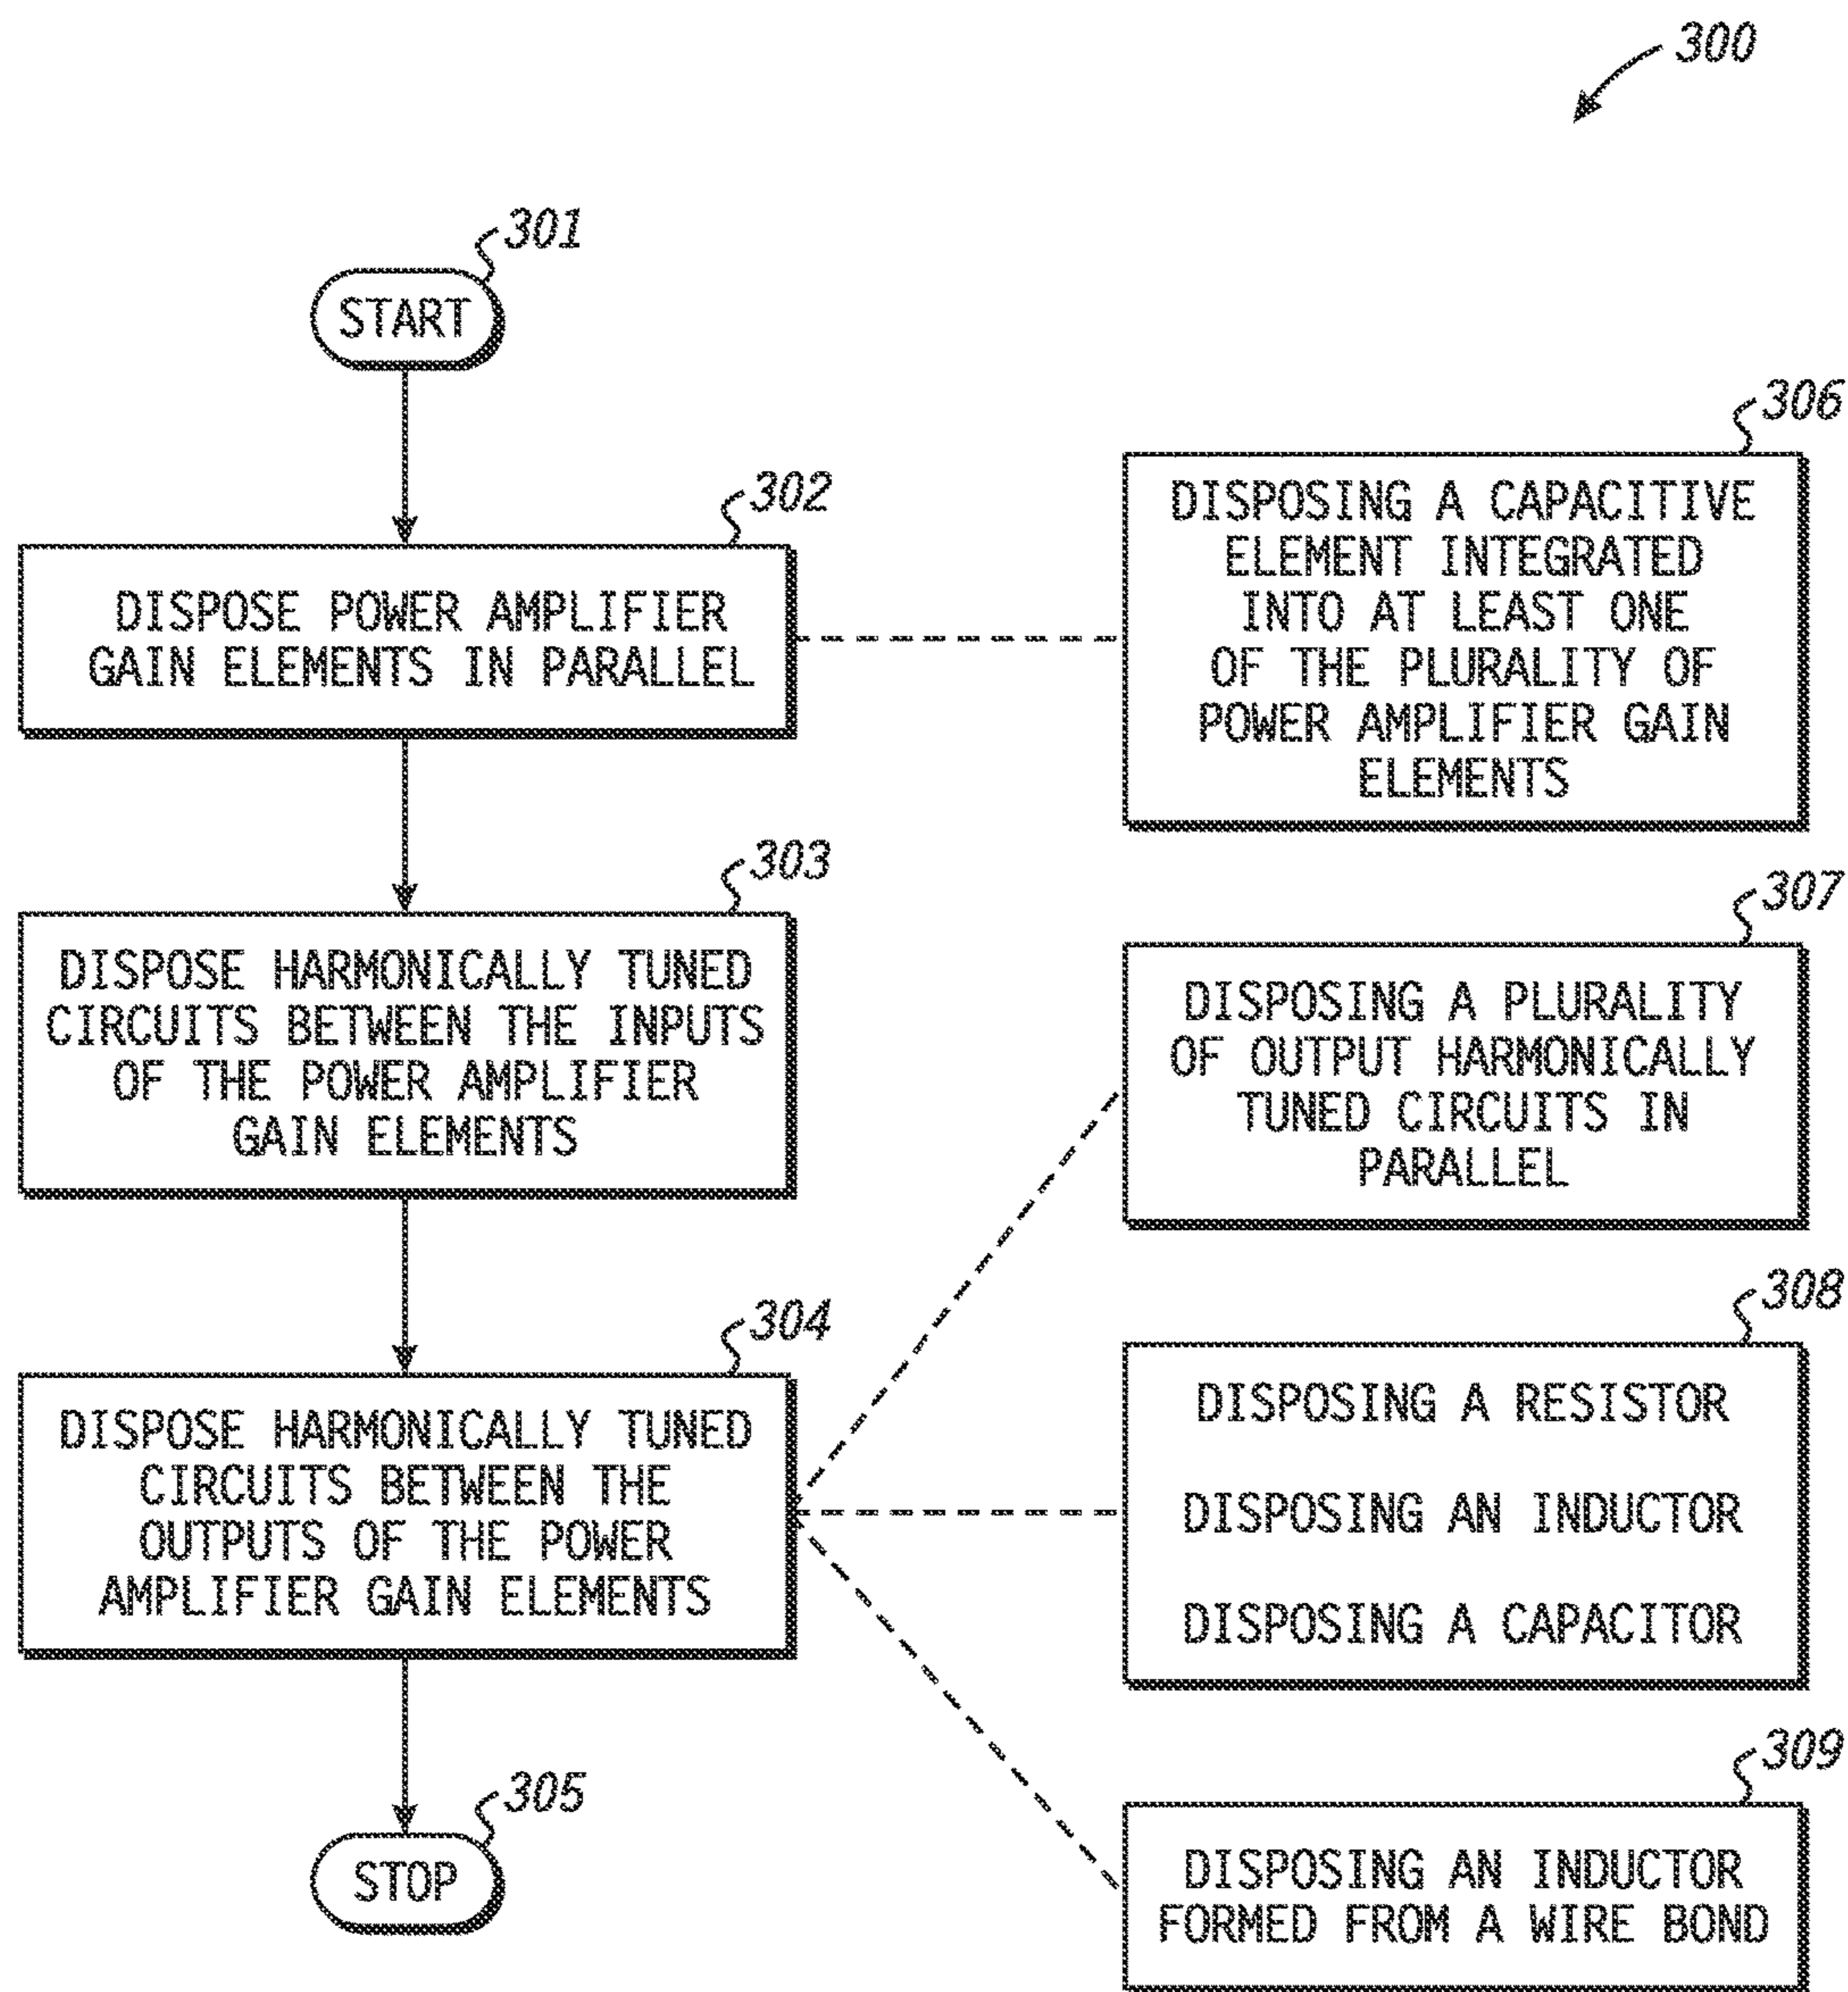 300
301
START
302
DISPOSE POWER AMPLIFIER
GAIN ELEMENTS IN PARALLEL
303
DISPOSE HARMONICALLY TUNED
CIRCUITS BETWEEN THE INPUTS
OF THE POWER AMPLIFIER
GAIN ELEMENTS
304
DISPOSE HARMONICALLY TUNED
CIRCUITS BETWEEN THE
OUTPUTS OF THE POWER
AMPLIFIER GAIN ELEMENTS
305
STOP
306
DISPOSING A CAPACITIVE
ELEMENT INTEGRATED
INTO AT LEAST ONE
OF THE PLURALITY OF
POWER AMPLIFIER GAIN
ELEMENTS
307
DISPOSING A PLURALITY
OF OUTPUT HARMONICALLY
TUNED CIRCUITS IN
PARALLEL
308
DISPOSING A RESISTOR
DISPOSING AN INDUCTOR
DISPOSING A CAPACITOR
309
DISPOSING AN INDUCTOR
FORMED FROM A WIRE BOND